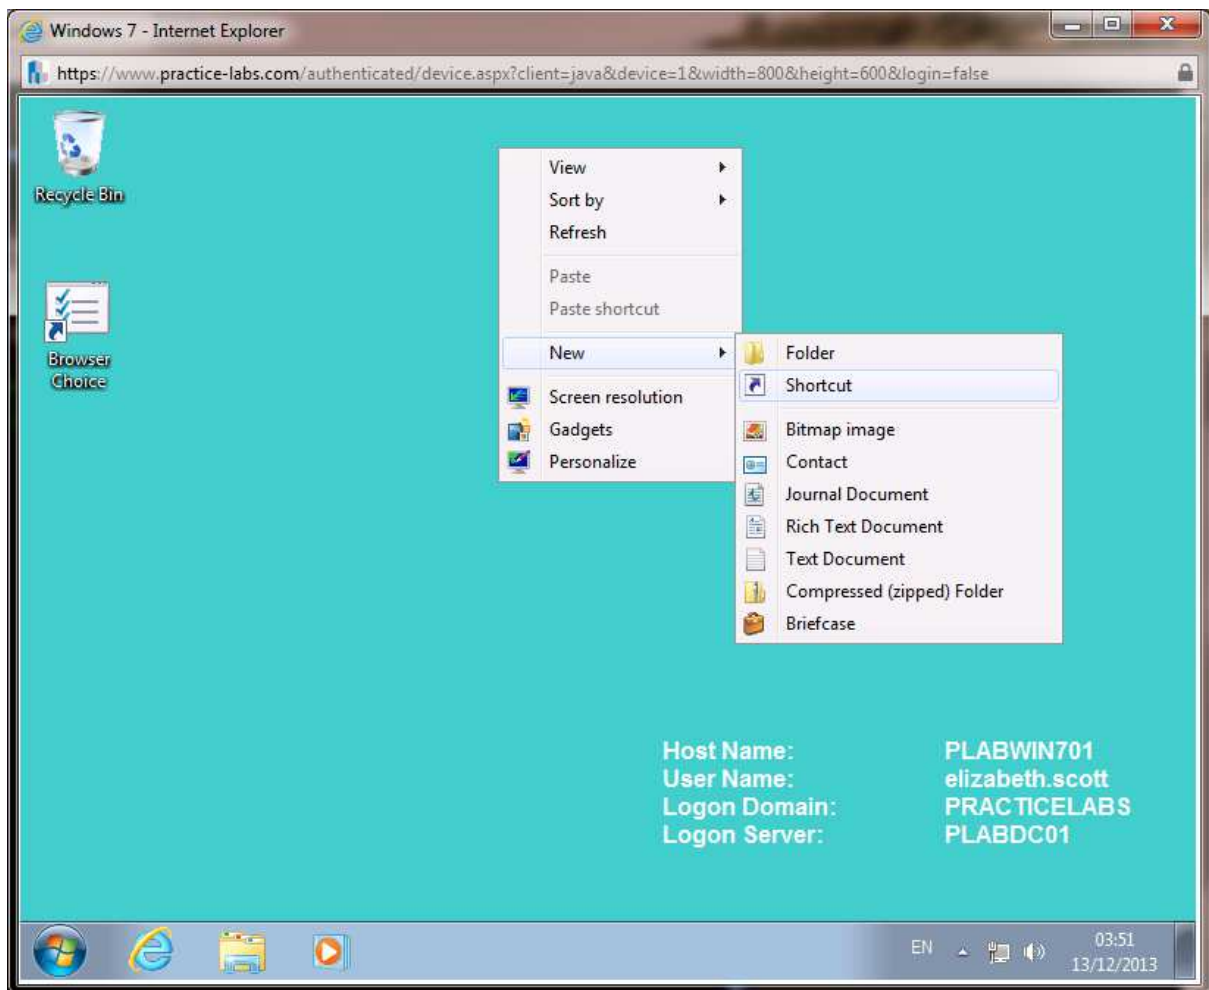 Windows 7 - Internet Explorer
https://www.practice-labs.com/authenticated/device.aspx?client=java&device=1&width=800&height=600&login=false
Recycle Bin
Browser
Choice
View
Sort by
Refresh
Paste
Paste shortcut
New
Screen resolution
Gadgets
Personalize
Folder
Shortcut
Bitmap image
Contact
Journal Document
Rich Text Document
Text Document
Compressed (zipped) Folder
Briefcase
Host Name: PLABWIN701
User Name: elizabeth.scott
Logon Domain: PRACTICELABS
Logon Server: PLABDC01
EN
03:51
13/12/2013